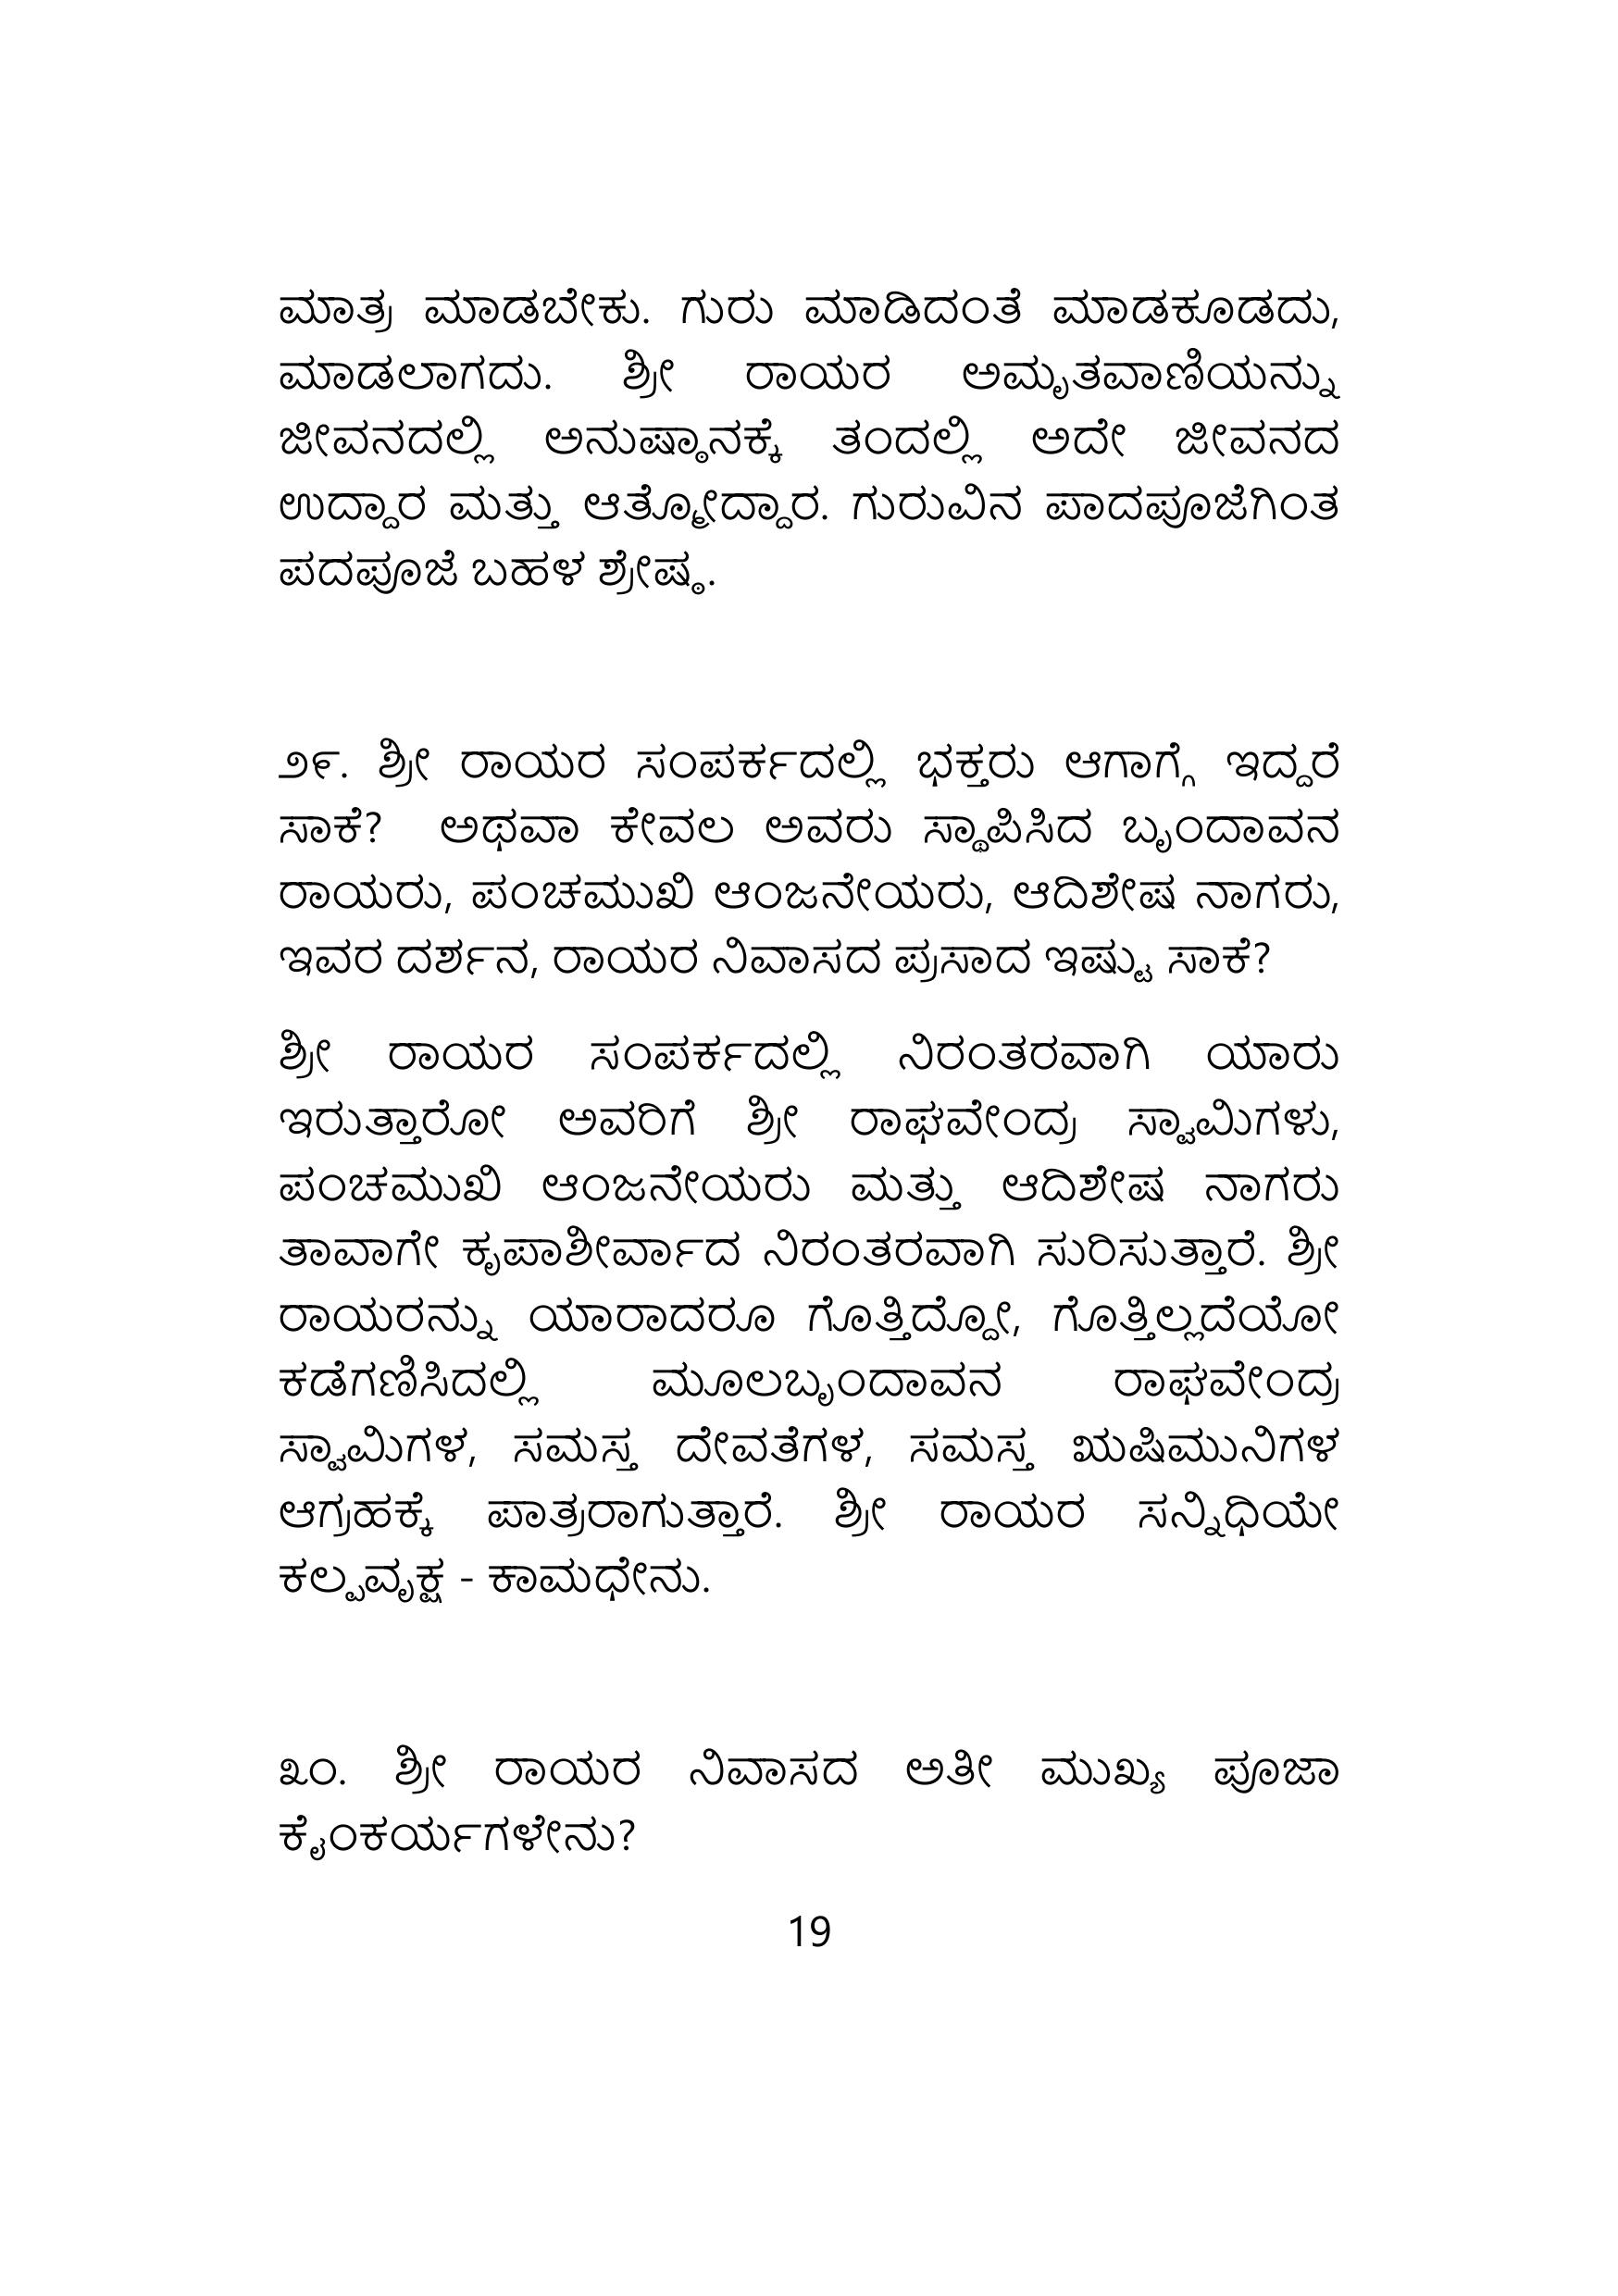 ಮಾತ್ರ ಮಾಡಬೇಕು. ಗುರು ಮಾಡಿದಂತೆ ಮಾಡಕೂಡದು,
ಮಾಡಲಾಗದು. ಶ್ರೀ ರಾಯರ ಅಮೃತವಾಣಿಯನ್ನು
ಜೀವನದಲ್ಲಿ ಅನುಷ್ಠಾನಕ್ಕೆ ತಂದಲ್ಲಿ ಅದೇ ಜೀವನದ
ಉದ್ದಾರ ಮತ್ತು ಆತ್ಮೋದ್ದಾರ. ಗುರುವಿನ ಪಾದಪೂಜೆಗಿಂತ
ಪದಪೂಜೆ ಬಹಳ ಶ್ರೇಷ್ಠ.
೨೯. ಶ್ರೀ ರಾಯರ ಸಂಪರ್ಕದಲ್ಲಿ ಭಕ್ತರು ಆಗಾಗ್ಗೆ ಇದ್ದರೆ
ಸಾಕೆ? ಅಥವಾ ಕೇವಲ ಅವರು ಸ್ಥಾಪಿಸಿದ ಬೃಂದಾವನ
ರಾಯರು, ಪಂಚಮುಖಿ ಆಂಜನೇಯರು, ಆದಿಶೇಷ ನಾಗರು,
ಇವರ ದರ್ಶನ, ರಾಯರ ನಿವಾಸದ ಪ್ರಸಾದ ಇಷ್ಟು ಸಾಕೆ?
ಶ್ರೀ ರಾಯರ ಸಂಪರ್ಕದಲ್ಲಿ ನಿರಂತರವಾಗಿ ಯಾರು
ಇರುತ್ತಾರೋ ಅವರಿಗೆ ಶ್ರೀ ರಾಘವೇಂದ್ರ ಸ್ವಾಮಿಗಳು,
ಪಂಚಮುಖಿ ಆಂಜನೇಯರು ಮತ್ತು ಆದಿಶೇಷ ನಾಗರು
ತಾವಾಗೇ ಕೃಪಾಶೀರ್ವಾದ ನಿರಂತರವಾಗಿ ಸುರಿಸುತ್ತಾರೆ. ಶ್ರೀ
ರಾಯರನ್ನು ಯಾರಾದರೂ ಗೊತ್ತಿದ್ದೋ, ಗೊತ್ತಿಲ್ಲದೆಯೋ
ಕಡೆಗಣಿಸಿದಲ್ಲಿ ಮೂಲಬೃಂದಾವನ ರಾಘವೇಂದ್ರ
ಸ್ವಾಮಿಗಳ, ಸಮಸ್ತ ದೇವತೆಗಳ, ಸಮಸ್ತ ಋಷಿಮುನಿಗಳ
ಆಗ್ರಹಕ್ಕೆ ಪಾತ್ರರಾಗುತ್ತಾರೆ. ಶ್ರೀ ರಾಯರ ಸನ್ನಿಧಿಯೇ
ಕಲ್ಪವೃಕ್ಷ - ಕಾಮಧೇನು.
೩೦. ಶ್ರೀ ರಾಯರ ನಿವಾಸದ ಅತೀ ಮುಖ್ಯ ಪೂಜಾ
ಕೈಂಕರ್ಯಗಳೇನು?
19